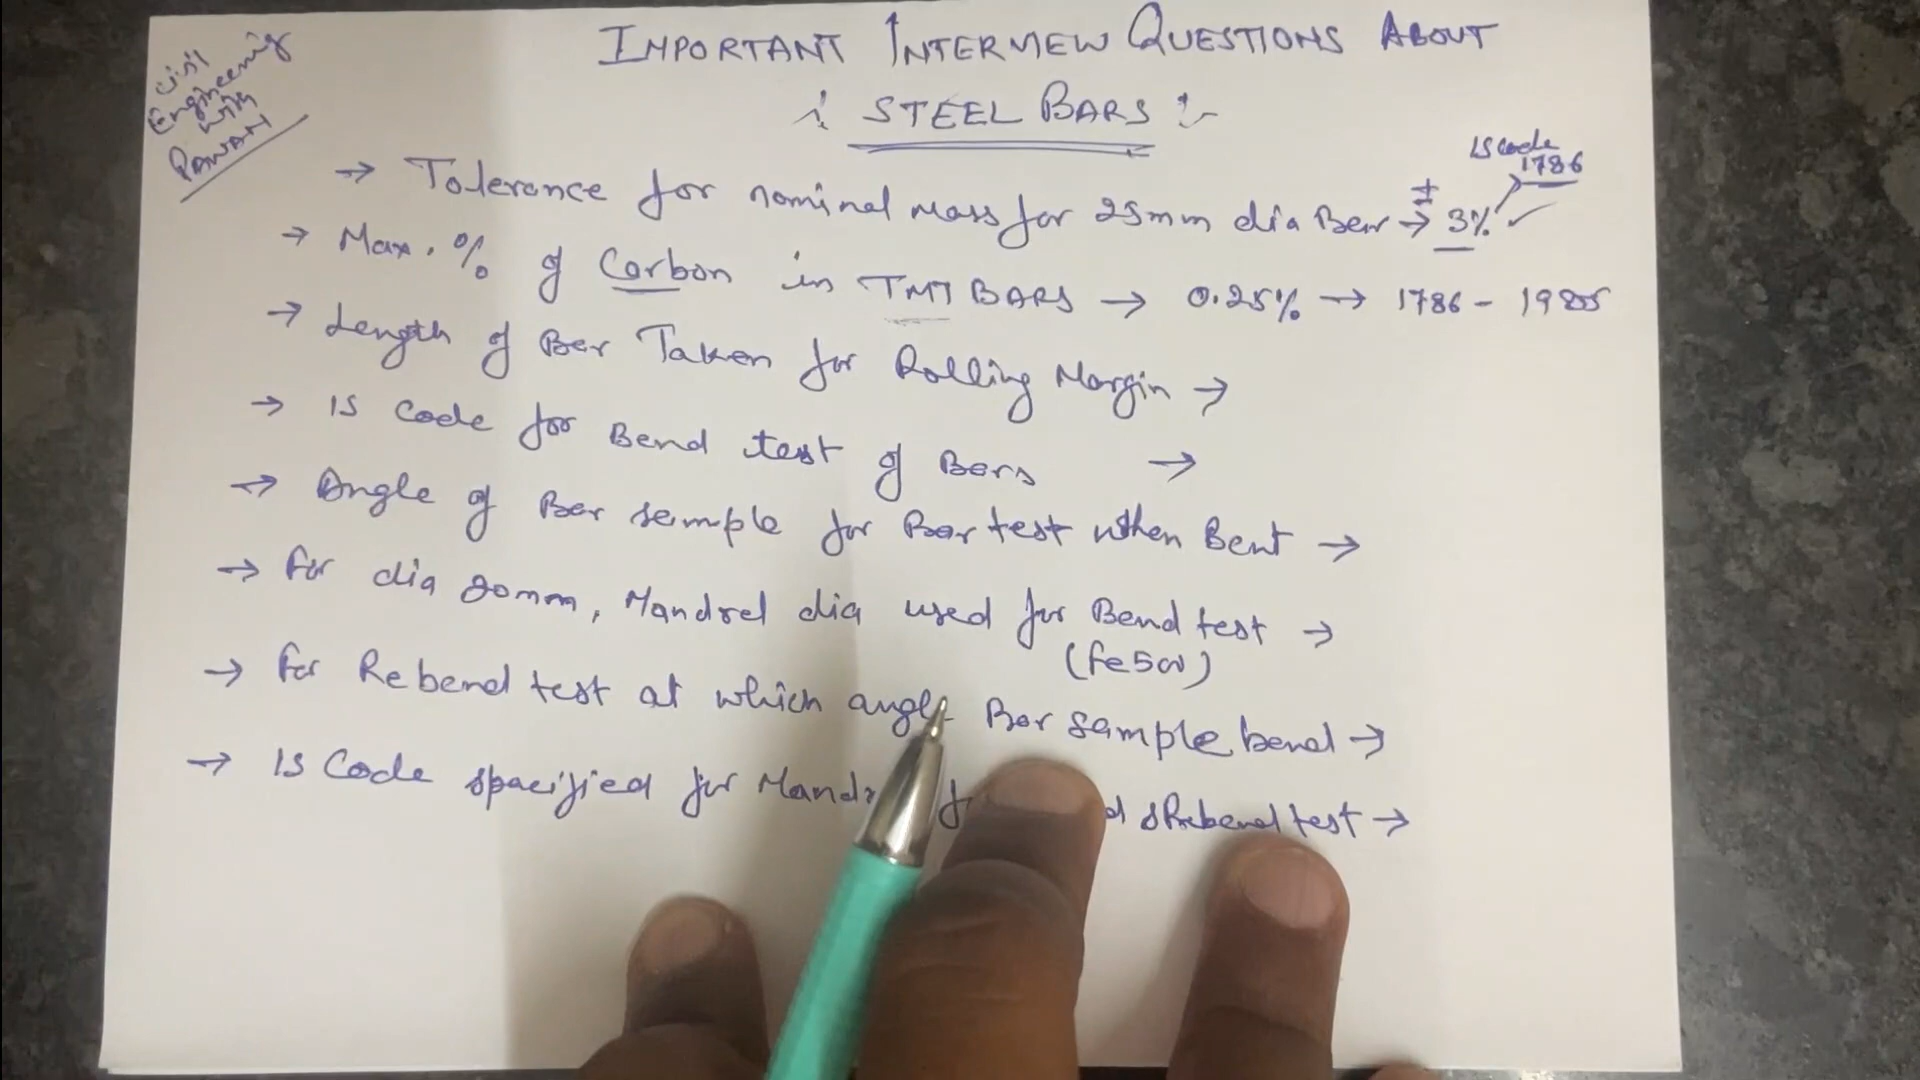 Civil
Engineering
with
PAWAN
IMPORTANT INTERVIEW QUESTIONS ABOUT
STEEL BARS :-
IS code
1786
→ Tolerance for nominal Mass for 25mm dia Bar → ± 3% ✓
→ Max. % of Carbon in TMT BARS → 0.25% → 1786 - 1985
→ Length of Bar Taken for Rolling Margin →
→ IS Code for Bend test of Bars →
→ Angle of Bar sample for Bar test when Bent →
→ For dia 20mm, Mandrel dia used for Bend test →
(Fe500)
→ For Rebend test at which angle Bar sample bend →
→ IS Code specified for test →